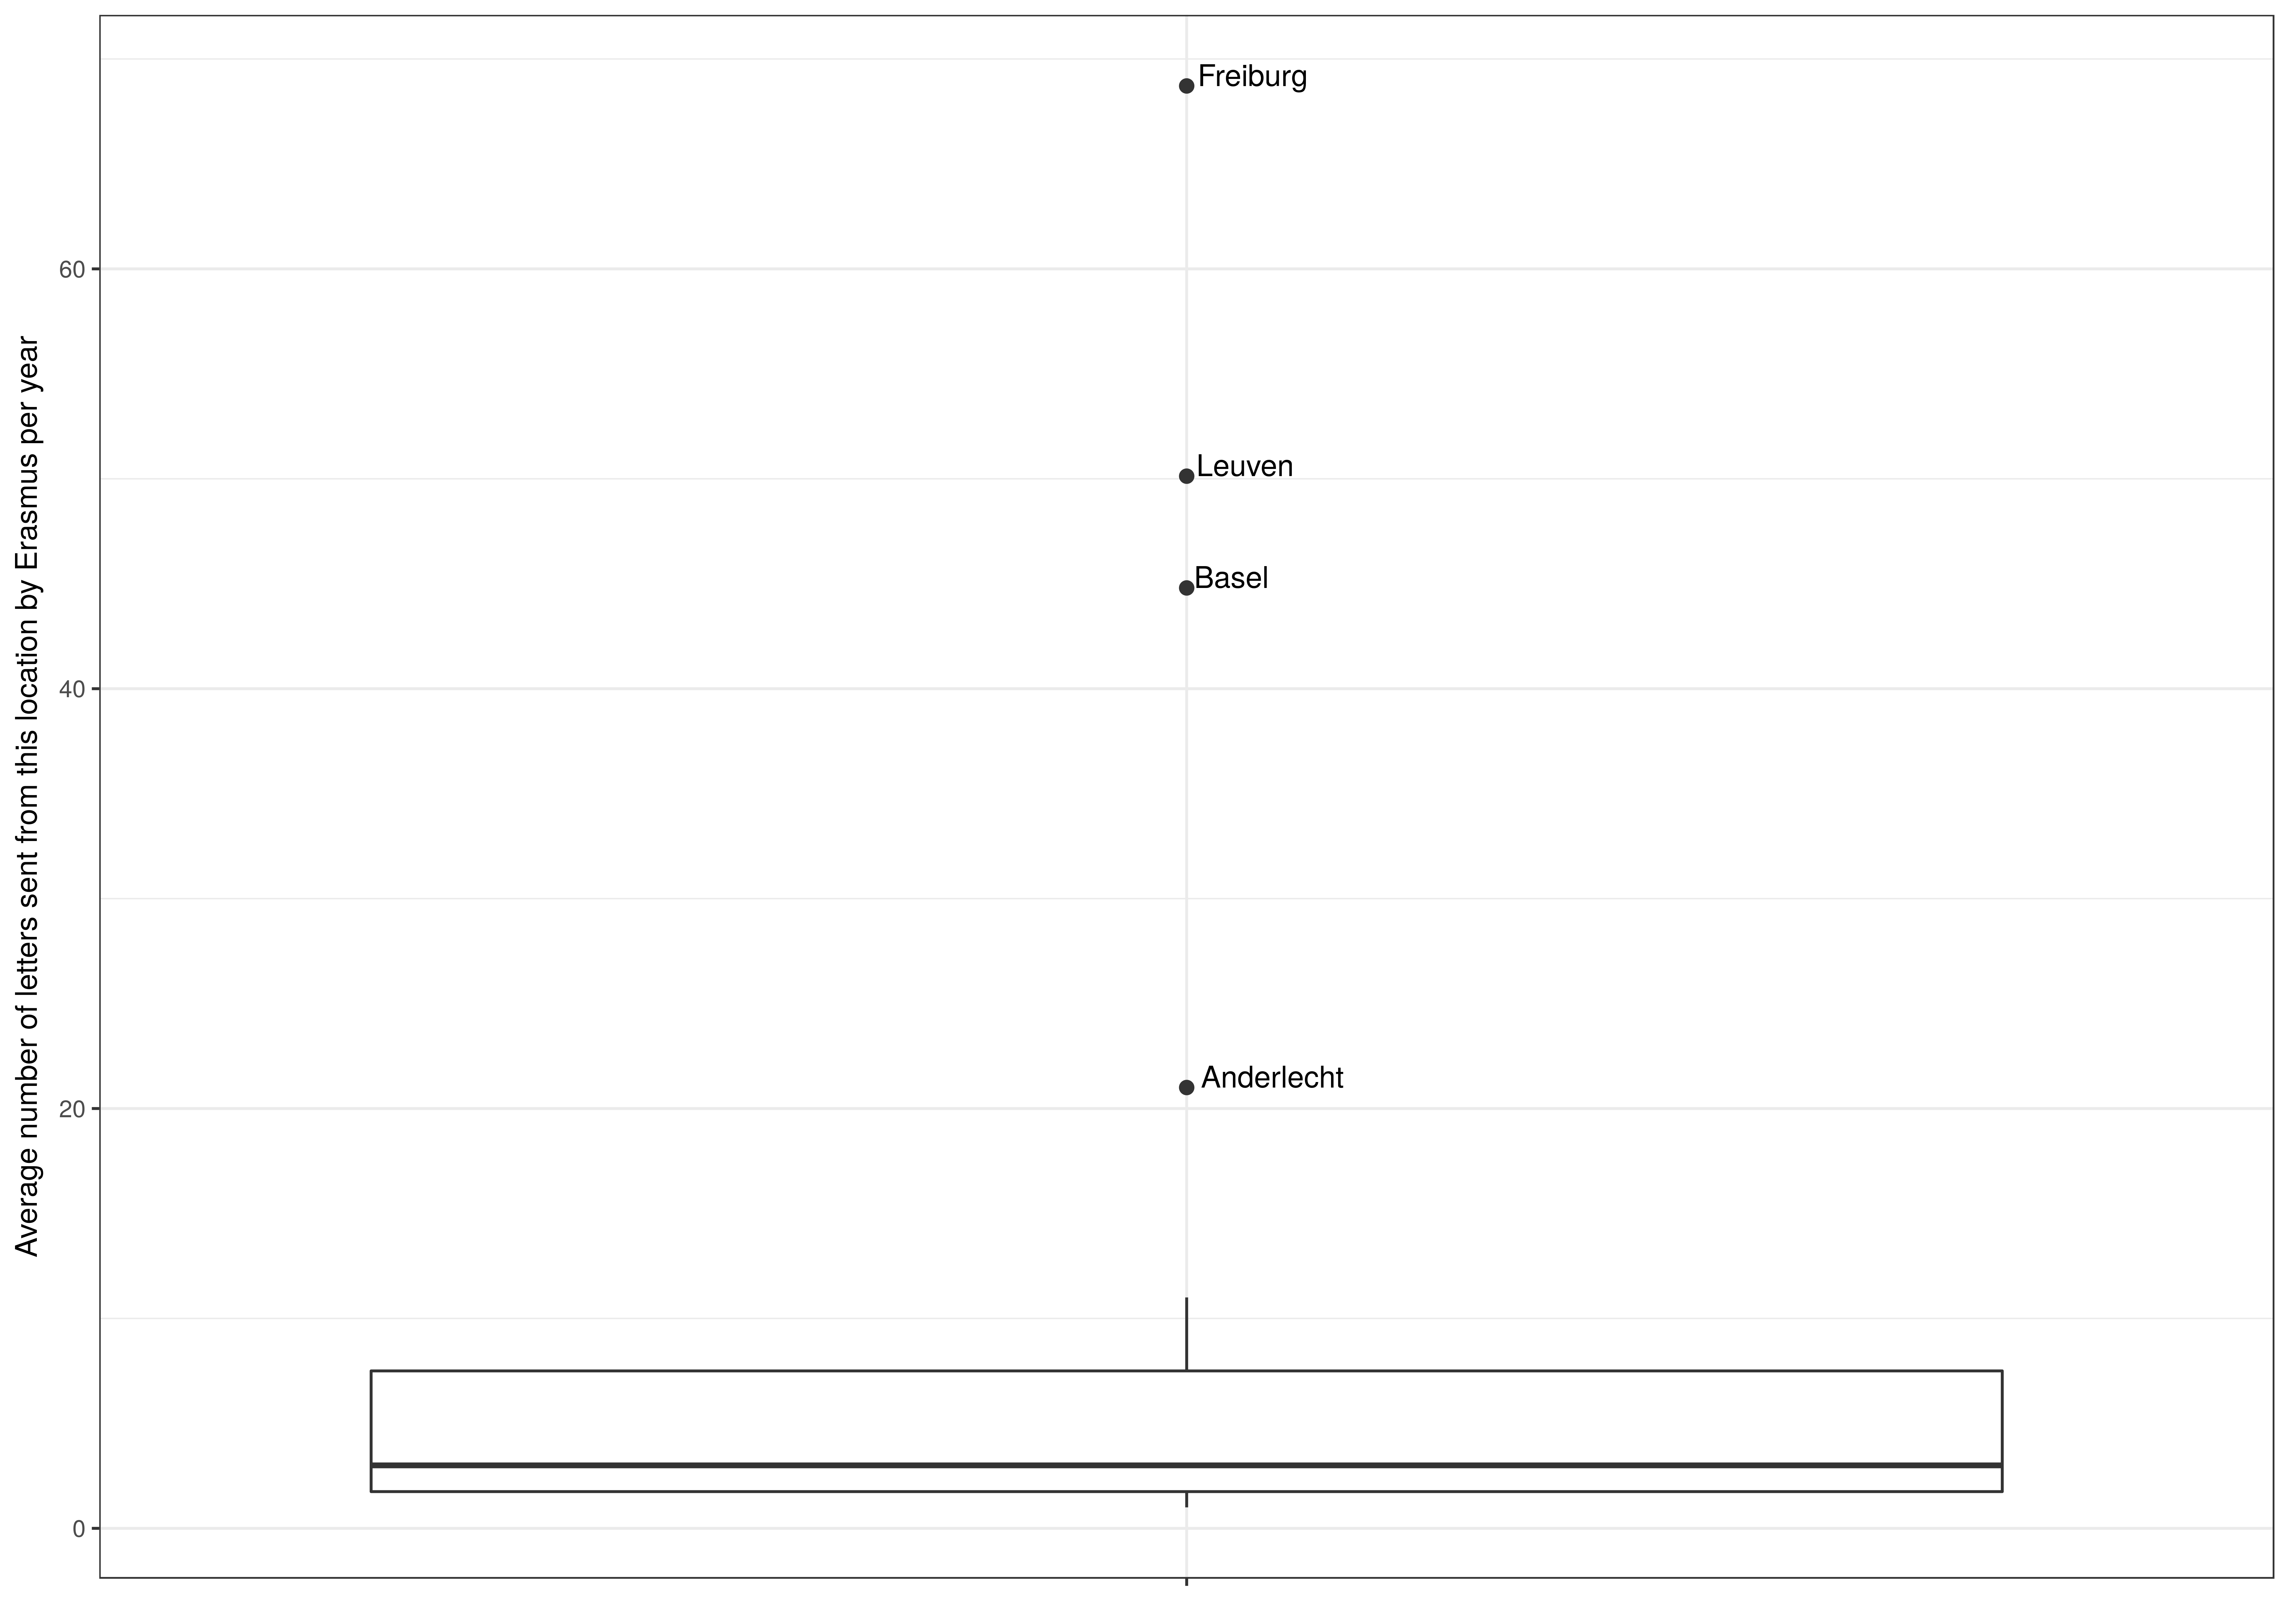 Average number of letters sent from this location by Erasmus per year
60
40
20
0
Freiburg
Leuven
Basel
Anderlecht